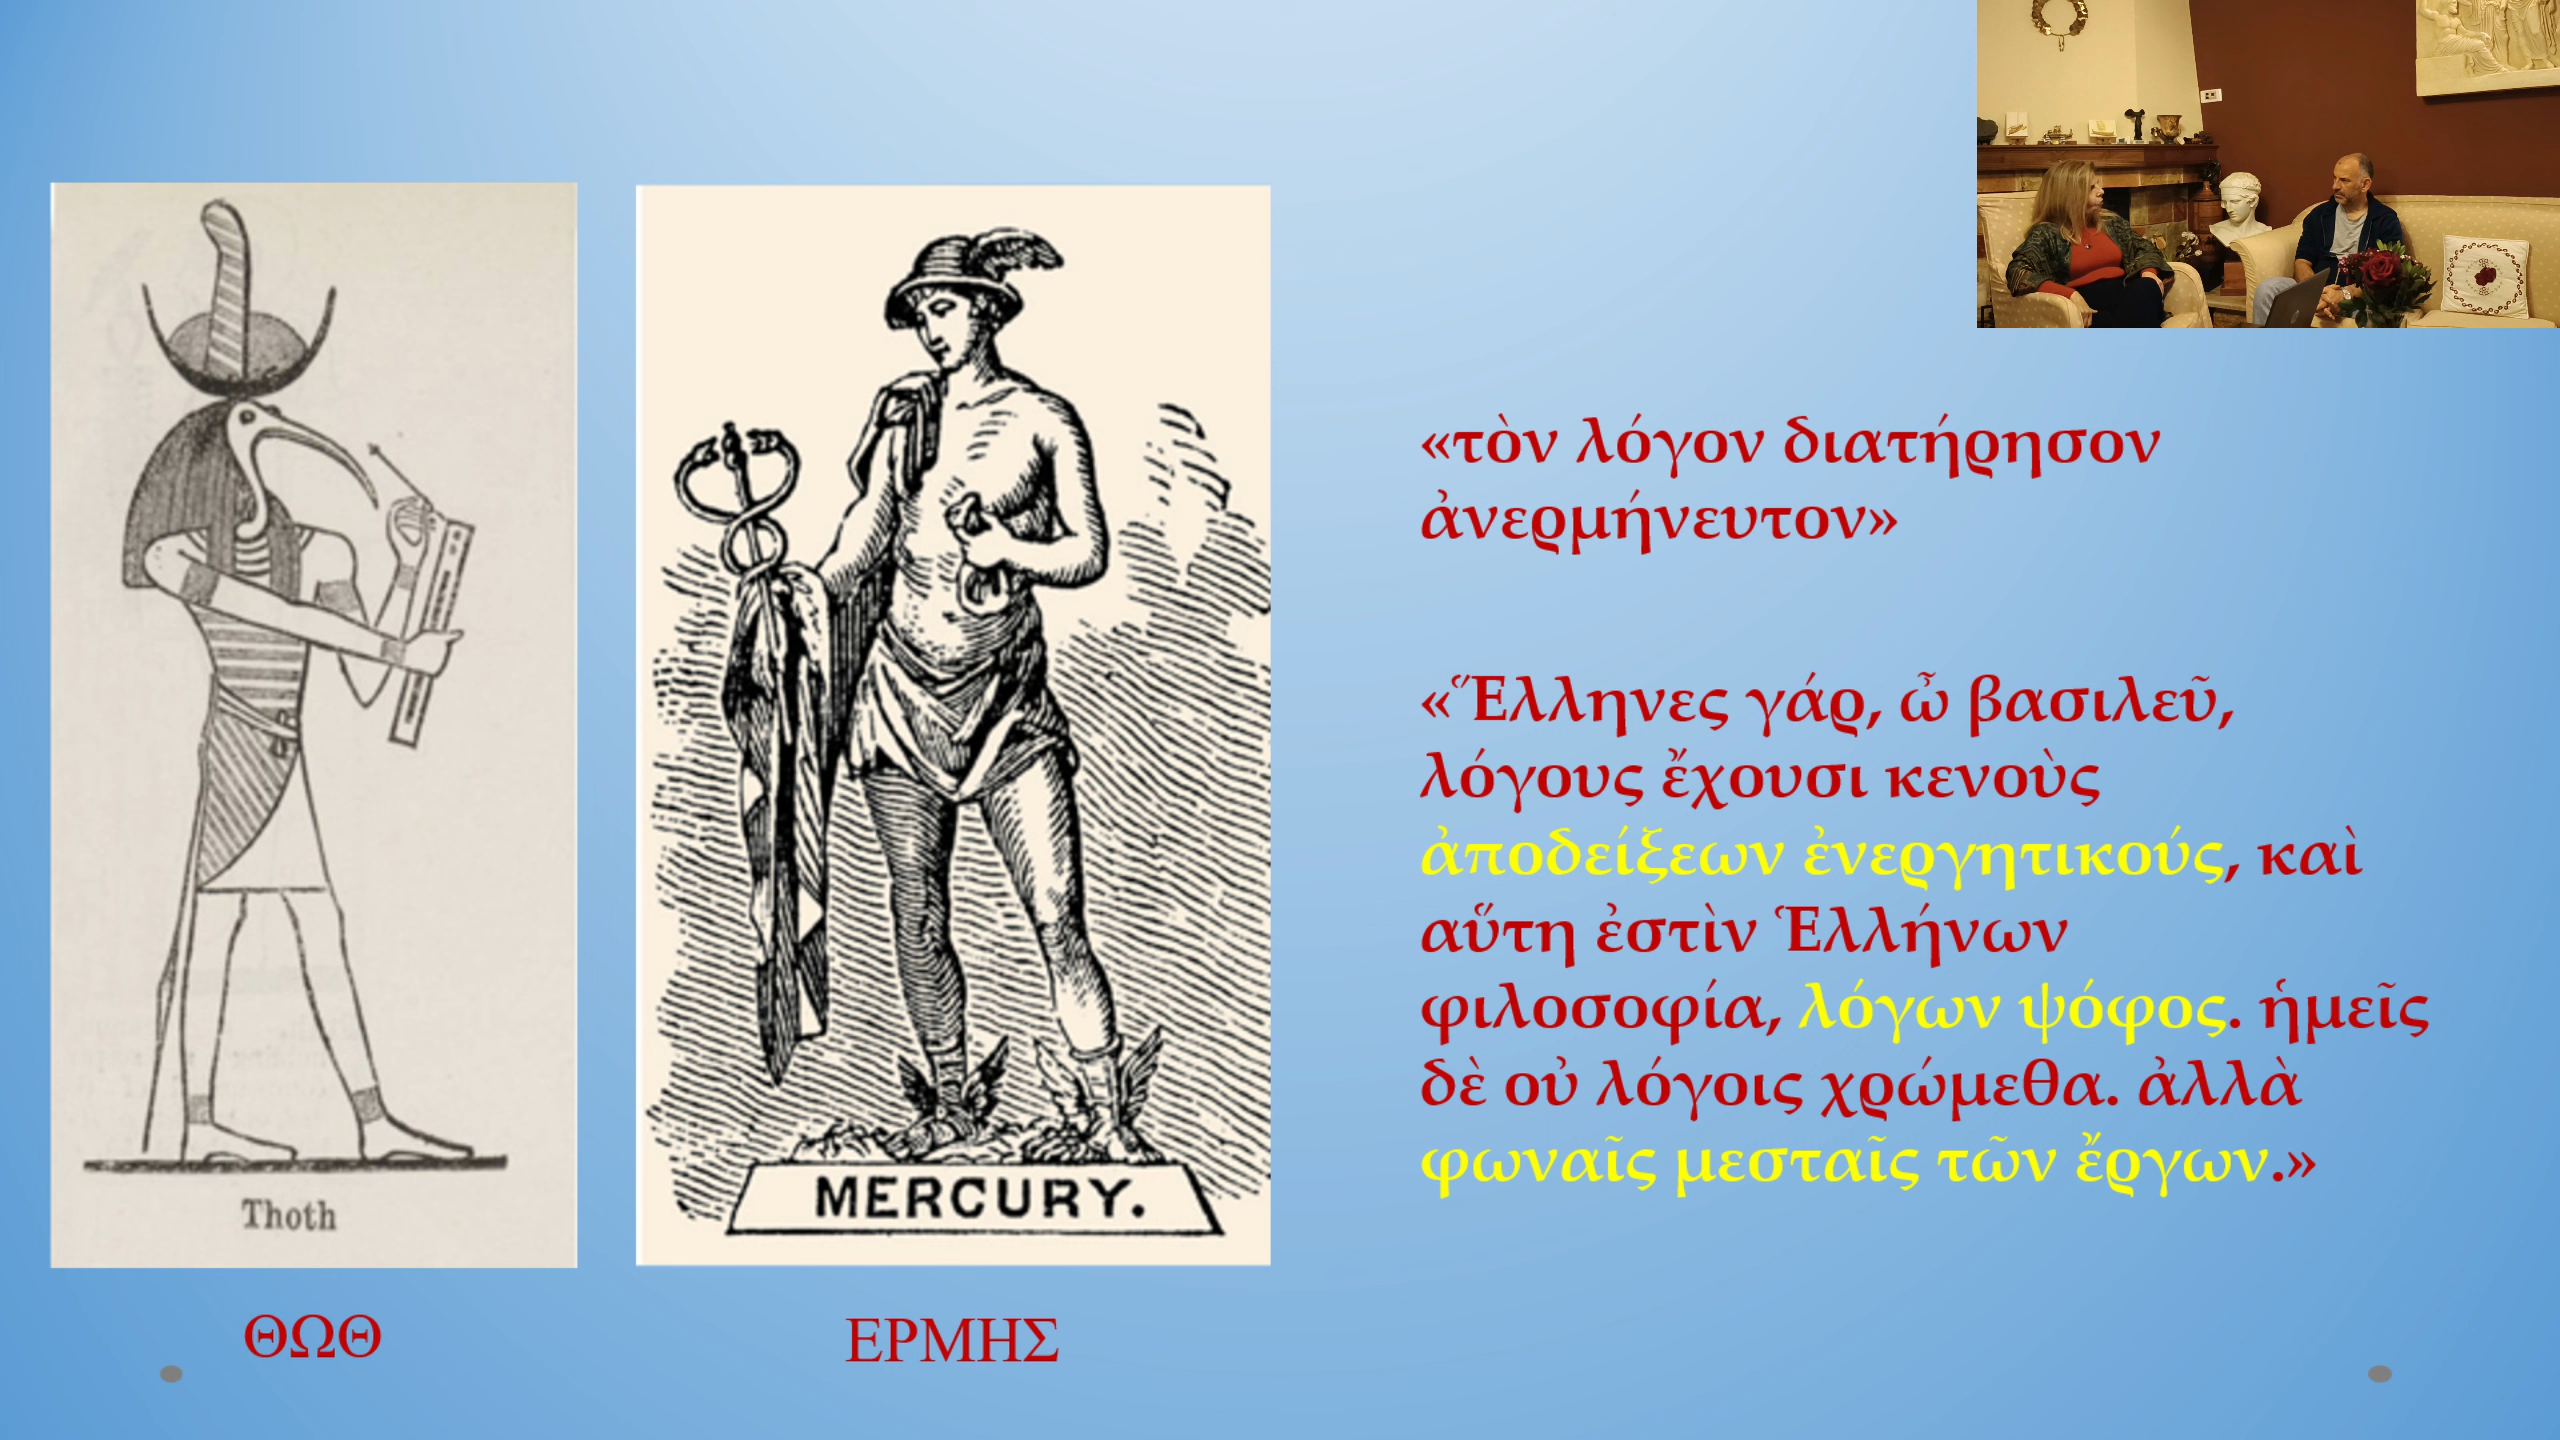 «τὸν λόγον διατήρησον
ἀνερμήνευτον»
«Ἕλληνες γάρ, ὦ βασιλεῦ,
λόγους ἔχουσι κενοὺς
ἀποδείξεων ἐνεργητικούς, καὶ
αὕτη ἐστὶν Ἑλλήνων
φιλοσοφία, λόγων ψόφος. ἡμεῖς
δὲ οὐ λόγοις χρώμεθα. ἀλλὰ
φωναῖς μεσταῖς τῶν ἔργων.»
Thoth
MERCURY.
ΘΩΘ
ΕΡΜΗΣ